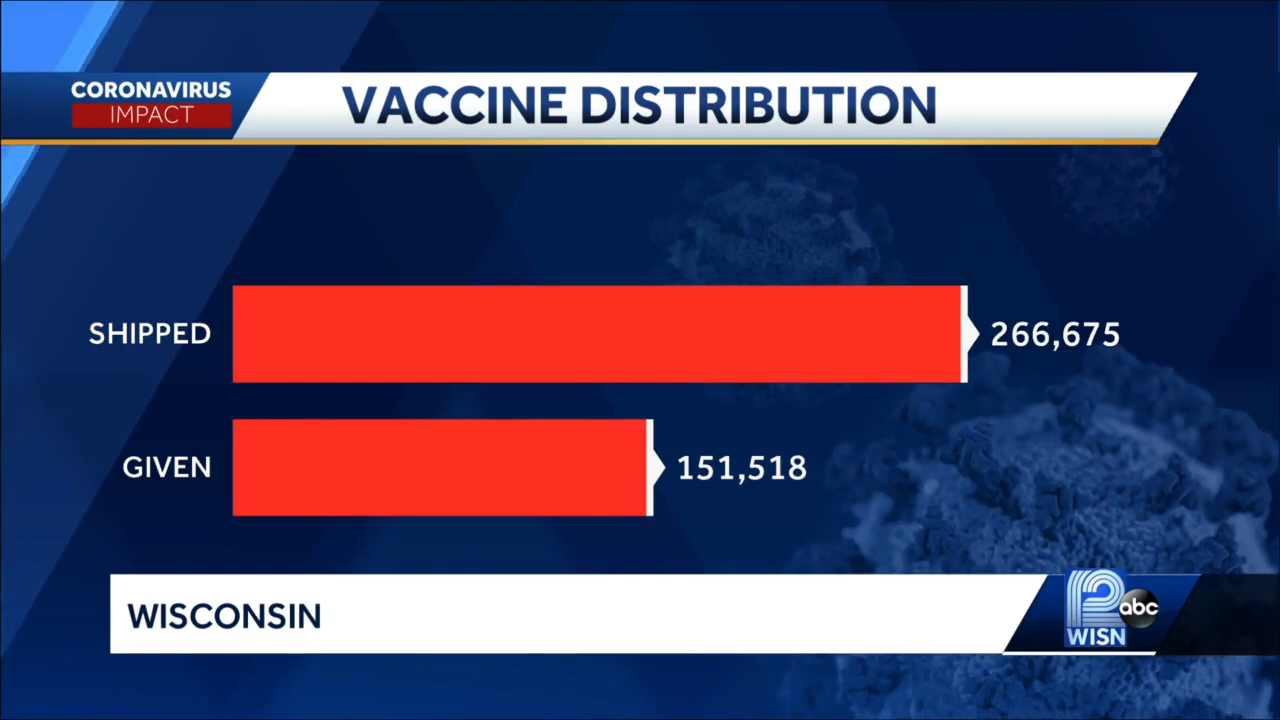 CORONAVIRUS
IMPACT
VACCINE DISTRIBUTION
SHIPPED
266,675
GIVEN
151,518
WISCONSIN
12
abc
WISN